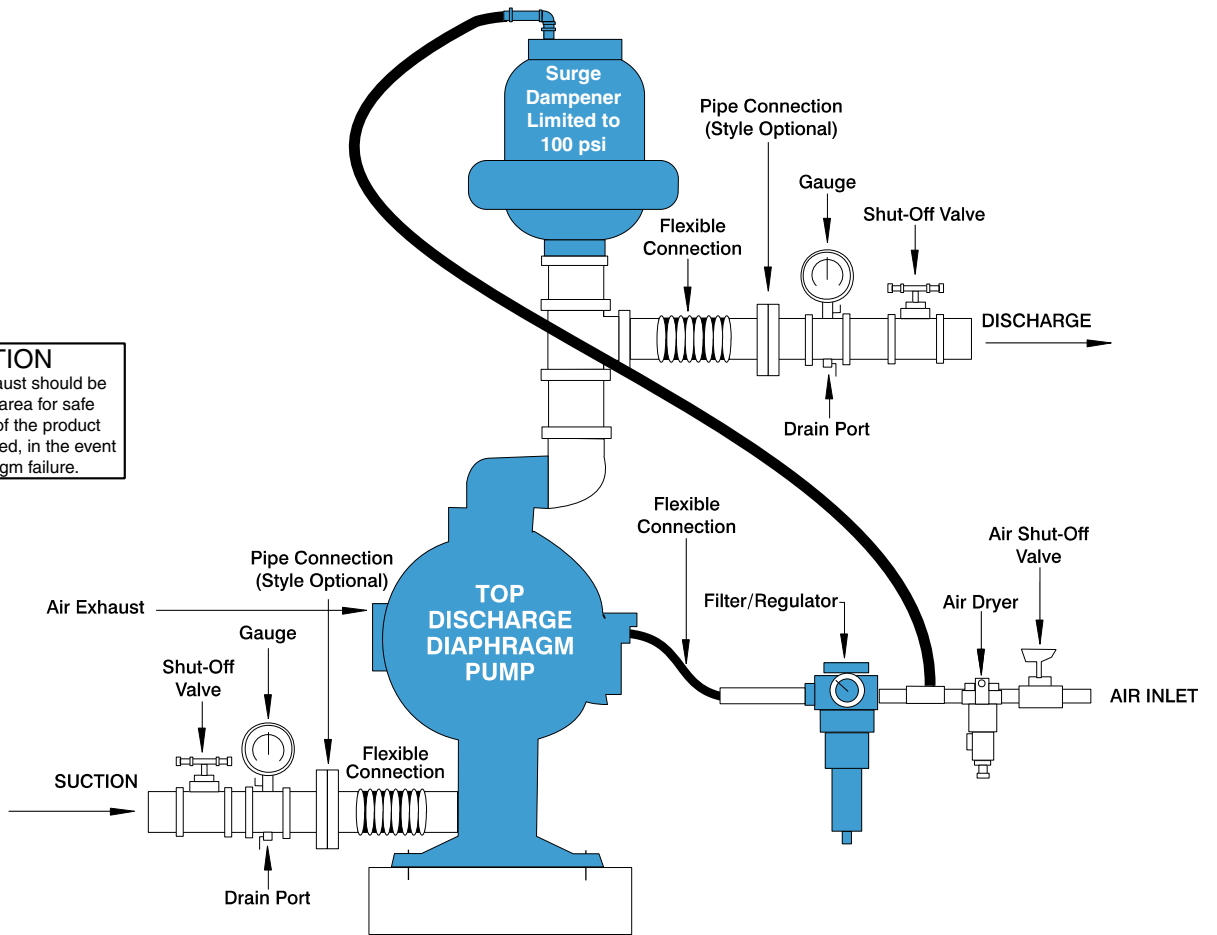 Surge
Dampener
Limited to
100 psi
Pipe Connection
(Style Optional)
Gauge
Shut-Off Valve
Flexible
Connection
DISCHARGE
Drain Port
TION
aust should be
area for safe
of the product
ed, in the event
gm failure.
Flexible
Connection
Air Shut-Off
Valve
Pipe Connection
(Style Optional)
TOP
DISCHARGE
DIAPHRAGM
PUMP
Filter/Regulator
Air Dryer
Air Exhaust
Gauge
Shut-Off
Valve
AIR INLET
Flexible
Connection
SUCTION
Drain Port